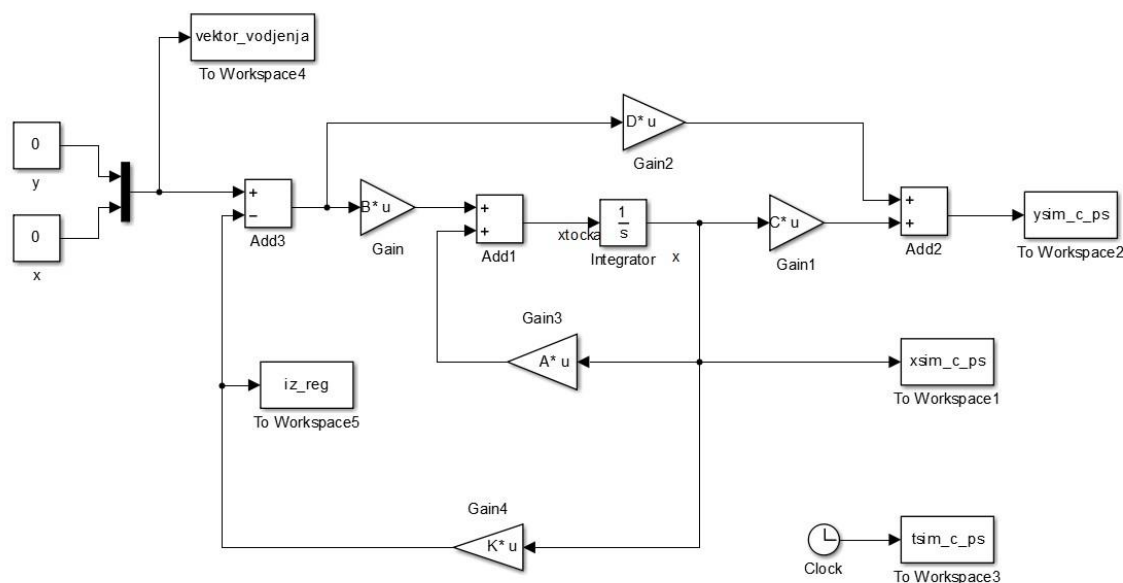 vektor_vodjenja
To Workspace4
0
y
0
x
+
−
Add3
B* u
Gain
D* u
Gain2
+
+
Add1
xtocka
1
s
Integrator
x
C* u
Gain1
+
+
Add2
ysim_c_ps
To Workspace2
Gain3
A* u
iz_reg
To Workspace5
xsim_c_ps
To Workspace1
Gain4
K* u
Clock
tsim_c_ps
To Workspace3